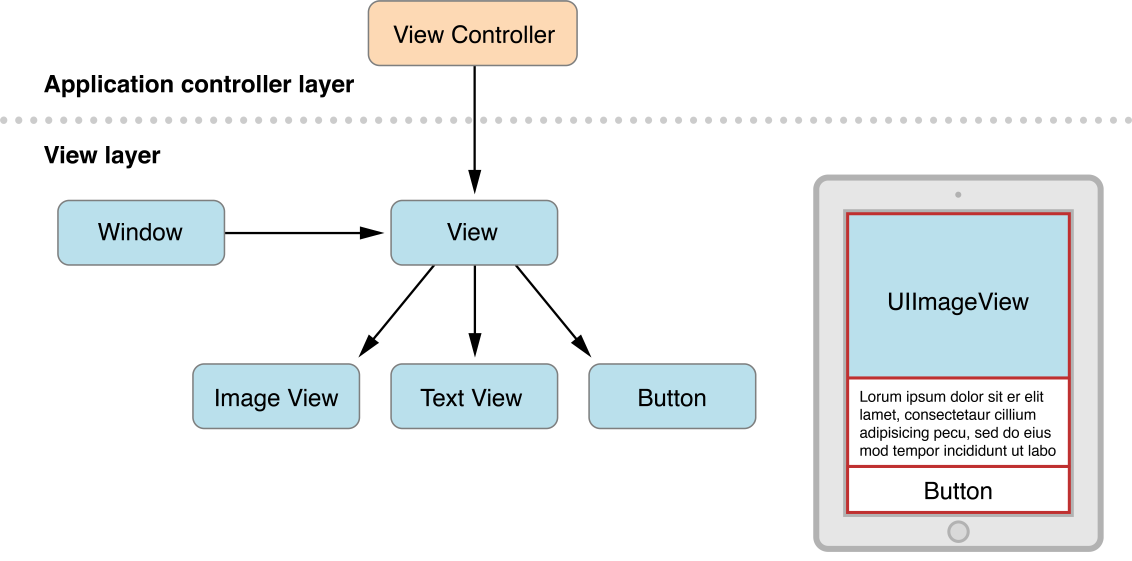 View Controller
Application controller layer
View layer
Window
View
Image View
Text View
Button
UIImageView
Lorum ipsum dolor sit er elit
lamet, consectetaur cillium
adipisicing pecu, sed do eius
mod tempor incididunt ut labo
Button